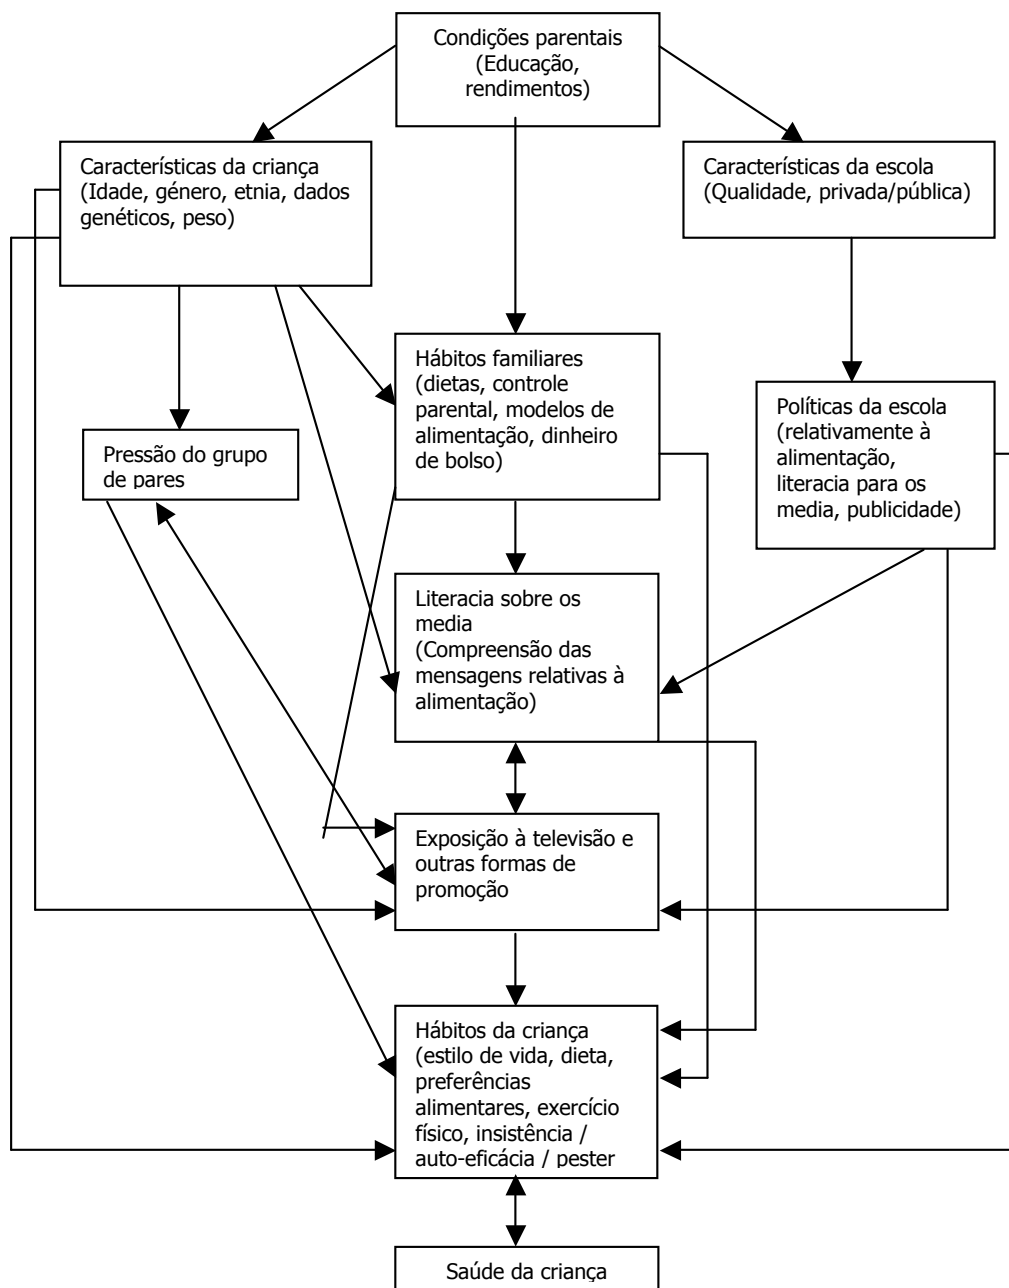 Condições parentais
(Educação,
rendimentos)
Características da criança
(Idade, género, etnia, dados
genéticos, peso)
Características da escola
(Qualidade, privada/pública)
Hábitos familiares
(dietas, controle
parental, modelos de
alimentação, dinheiro
de bolso)
Políticas da escola
(relativamente à
alimentação,
literacia para os
media, publicidade)
Pressão do grupo
de pares
Literacia sobre os
media
(Compreensão das
mensagens relativas à
alimentação)
Exposição à televisão e
outras formas de
promoção
Hábitos da criança
(estilo de vida, dieta,
preferências
alimentares, exercício
físico, insistência /
auto-eficácia / pester
Saúde da criança